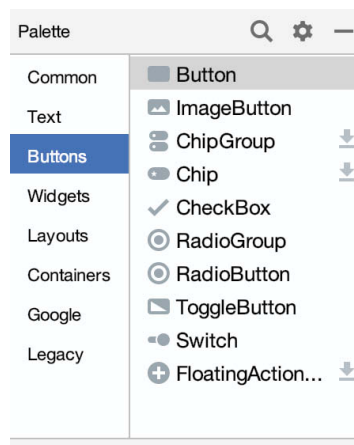 Palette
Common
Text
Buttons
Widgets
Layouts
Containers
Google
Legacy
Button
ImageButton
ChipGroup
Chip
CheckBox
RadioGroup
RadioButton
ToggleButton
Switch
FloatingAction...